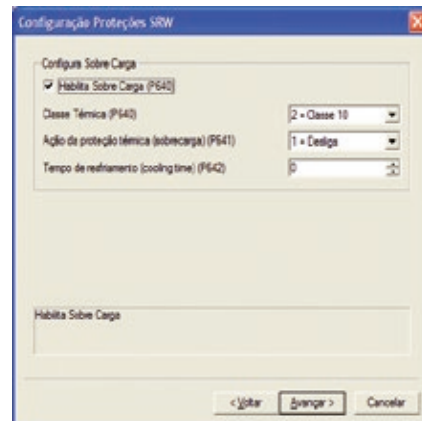 Configuração Proteções SRW
Configura Sobre Carga
Habilita Sobre Carga (P640)
Classe Térmica (P640)
2 = Classe 10
Ação da proteção térmica (sobrecarga) (P641)
1 = Desliga
Tempo de resfriamento (cooling time) (P642)
0
Habilita Sobre Carga
< Voltar
Avançar >
Cancelar